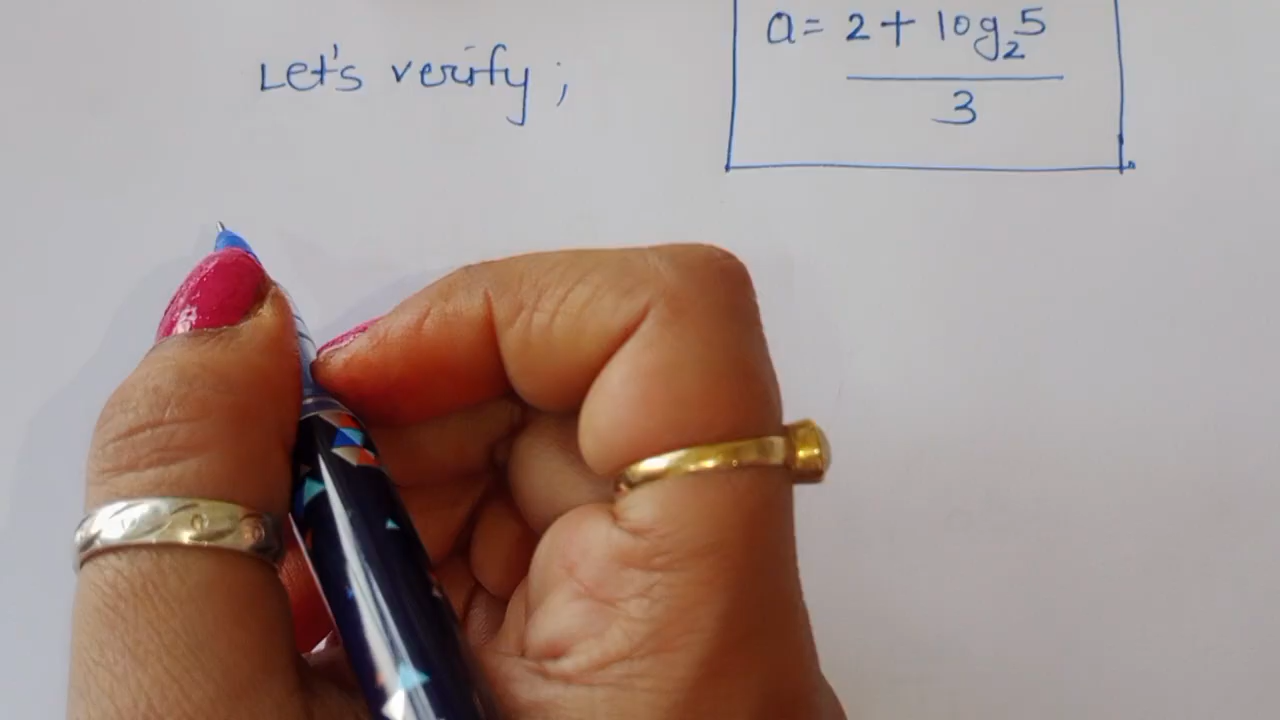 a = 2 + log₂5
Let's verify ;
3